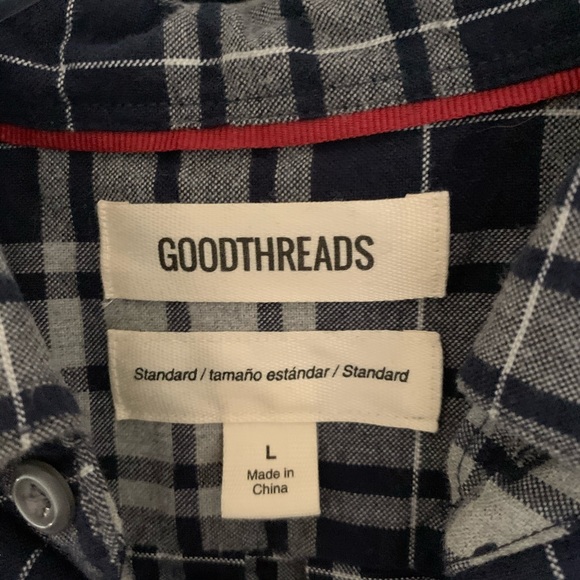 GOODTHREADS
Standard / tamaño estándar / Standard
L
Made in
China